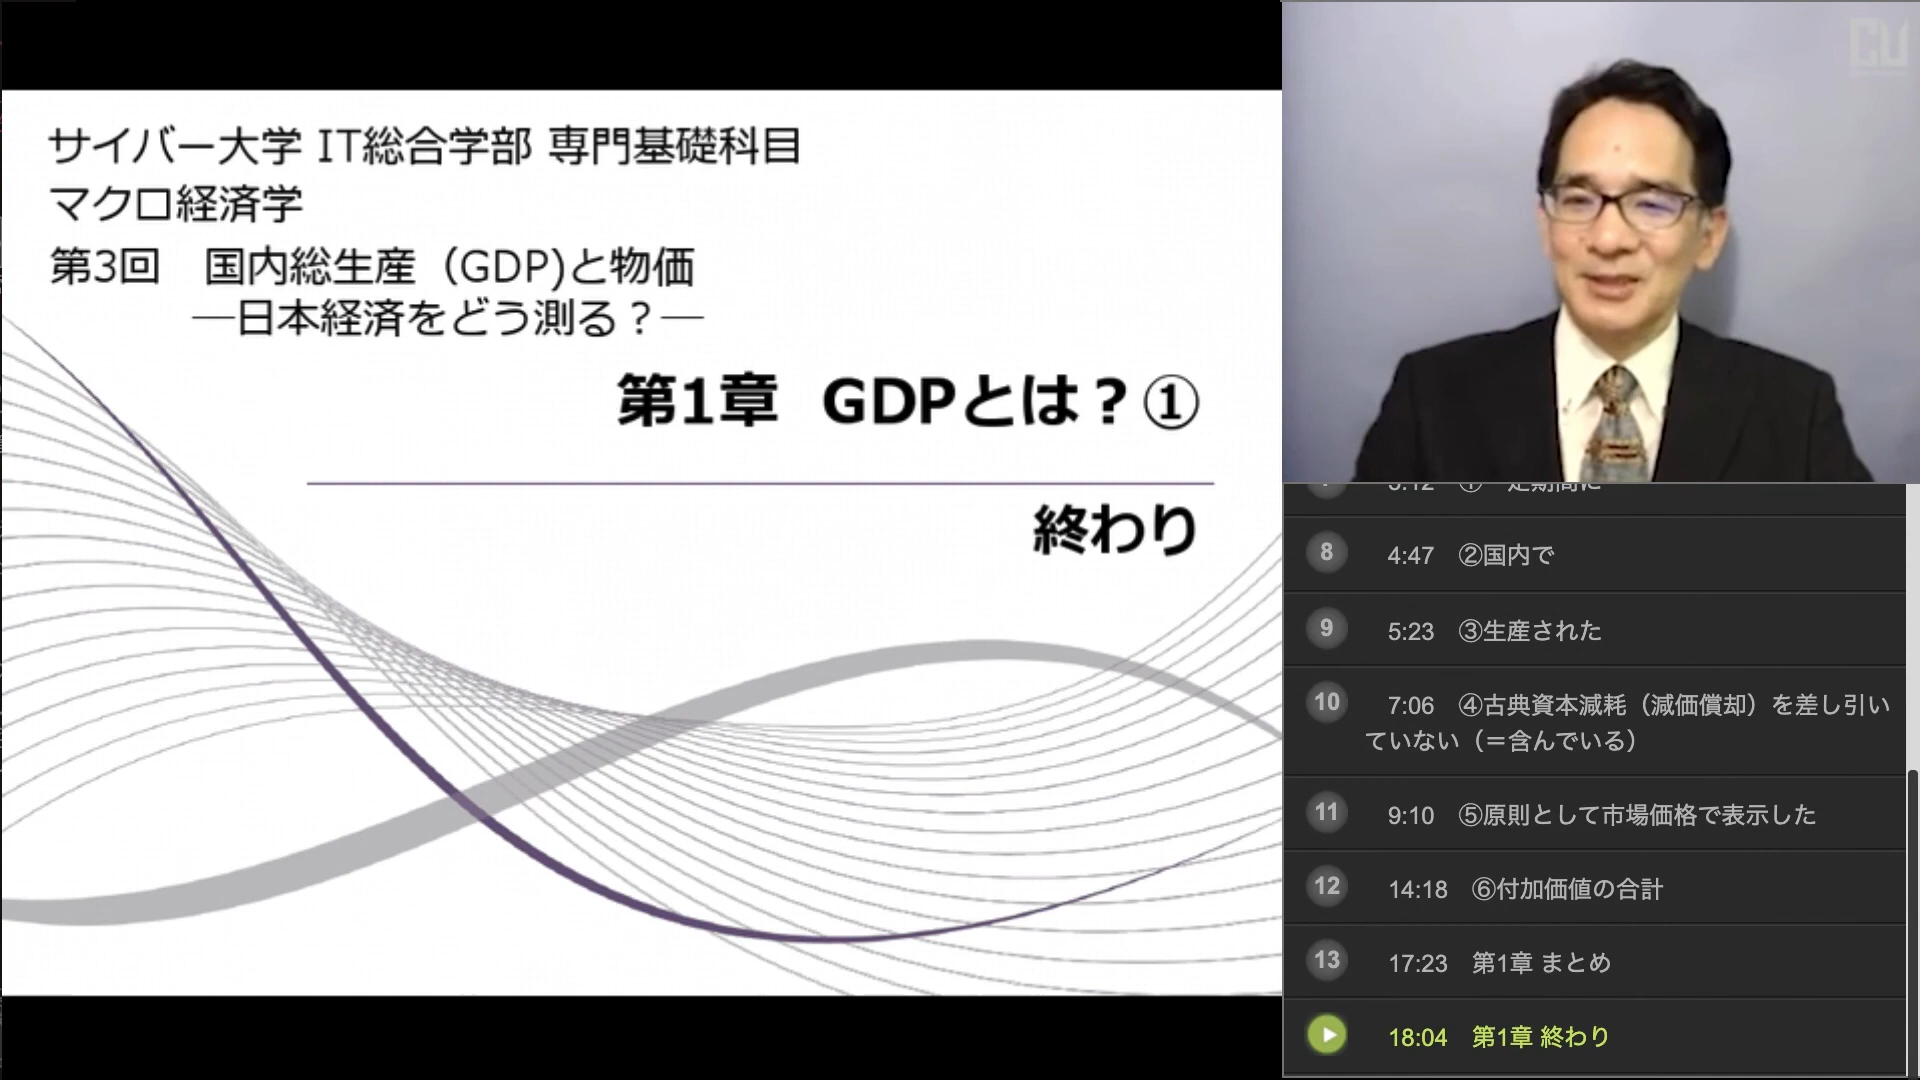 サイバー大学 IT総合学部 専門基礎科目
マクロ経済学
第3回 国内総生産（GDP)と物価
―日本経済をどう測る？―
第1章 GDPとは？①
終わり
CU
8 4:47 ②国内で
9 5:23 ③生産された
10 7:06 ④古典資本減耗（減価償却）を差し引い
ていない（＝含んでいる）
11 9:10 ⑤原則として市場価格で表示した
12 14:18 ⑥付加価値の合計
13 17:23 第1章 まとめ
18:04 第1章 終わり